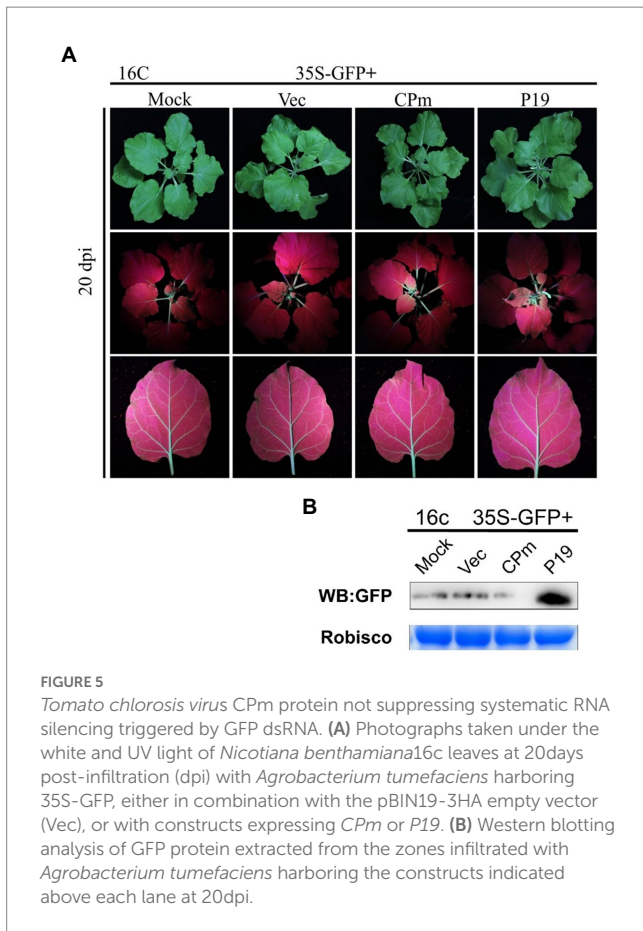 A
16C 35S-GFP+
Mock Vec CPm P19
20 dpi
B
16c 35S-GFP+
Mock Vec CPm P19
WB:GFP
Robisco
FIGURE 5
Tomato chlorosis virus CPm protein not suppressing systematic RNA
silencing triggered by GFP dsRNA. (A) Photographs taken under the
white and UV light of Nicotiana benthamiana16c leaves at 20days
post-infiltration (dpi) with Agrobacterium tumefaciens harboring
35S-GFP, either in combination with the pBIN19-3HA empty vector
(Vec), or with constructs expressing CPm or P19. (B) Western blotting
analysis of GFP protein extracted from the zones infiltrated with
Agrobacterium tumefaciens harboring the constructs indicated
above each lane at 20dpi.